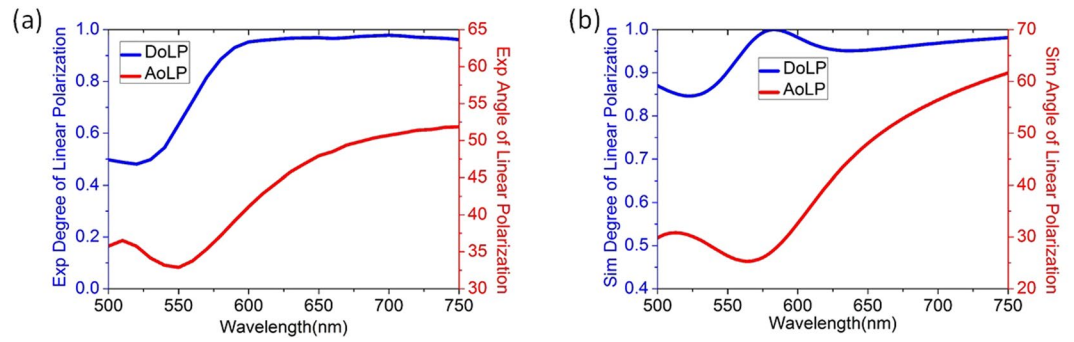 (a)
Exp Degree of Linear Polarization
1.0
0.8
0.6
0.4
0.2
0.0
DoLP
AoLP
65
60
55
50
45
40
35
30
Exp Angle of Linear Polarization
500 550 600 650 700 750
Wavelength(nm)
(b)
Sim Degree of Linear Polarization
1.0
0.9
0.8
0.7
0.6
0.5
0.4
DoLP
AoLP
70
60
50
40
30
20
Sim Angle of Linear Polarization
500 550 600 650 700 750
Wavelength(nm)